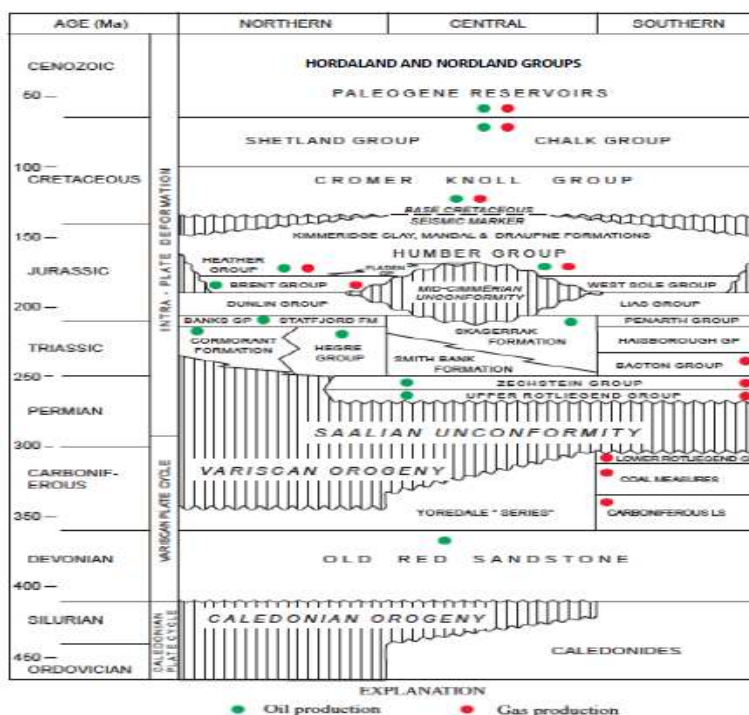 AGE (Ma) NORTHERN CENTRAL SOUTHERN
CENOZOIC
HORDALAND AND NORDLAND GROUPS
50
PALEOGENE RESERVOIRS
SHETLAND GROUP CHALK GROUP
100
CRETACEOUS
CROMER KNOLL GROUP
BASE CRETACEOUS
SEISMIC MARKER
150
KIMMERIDGE CLAY, MANDAL & DRAUPNE FORMATIONS
INTRA - PLATE DEFORMATION
HUMBER GROUP
HEATHER
GROUP
JURASSIC
BRENT GROUP
MID-CIMMERIAN
UNCONFORMITY
WEST SOLE GROUP
200
DUNLIN GROUP
LIAS GROUP
BANKS GP STATFJORD FM
PENARTH GROUP
CORMORANT
FORMATION
HEGRE
GROUP
SKAGERRAK
FORMATION
HAISBOROUGH GP
TRIASSIC
SMITH BANK
FORMATION
BACTON GROUP
250
ZECHSTEIN GROUP
UPPER ROTLIEGEND GROUP
PERMIAN
SAALIAN UNCONFORMITY
300
LOWER ROTLIEGEND G
VARISCAN OROGENY
CARBONIF-
EROUS
COAL MEASURES
VARISCAN PLATE CYCLE
YOREDALE "SERIES"
CARBONIFEROUS LS
350
DEVONIAN
OLD RED SANDSTONE
400
SILURIAN
CALEDONIAN OROGENY
CALEDONIAN
PLATE CYCLE
450
CALEDONIDES
ORDOVICIAN
EXPLANATION
Oil production Gas production